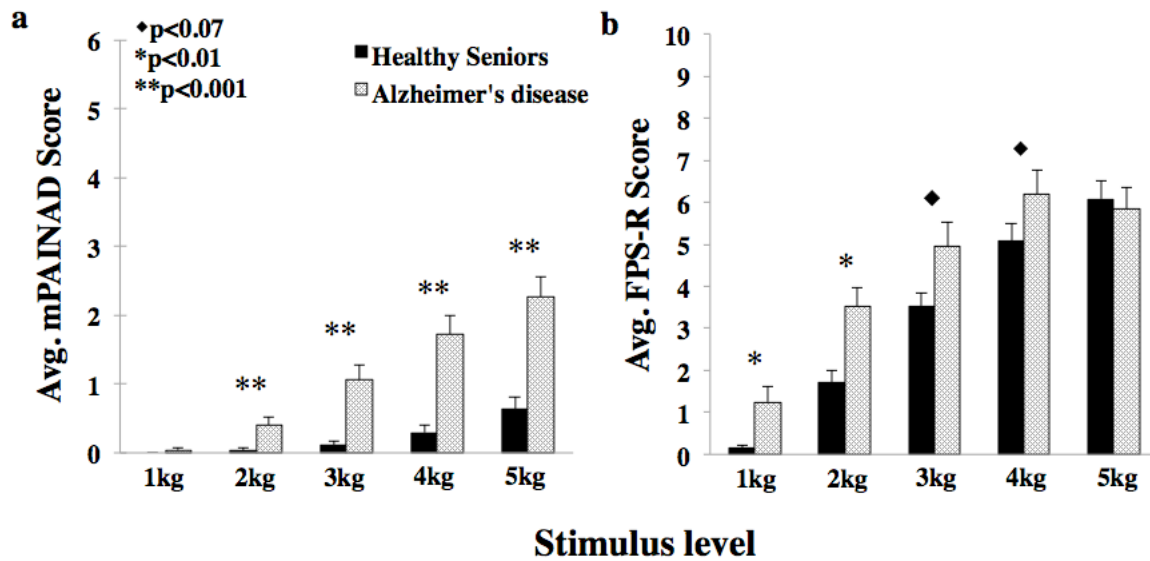 a
◆p<0.07
*p<0.01
**p<0.001
Healthy Seniors
Alzheimer's disease
Avg. mPAINAD Score
6
5
4
3
2
1
0
**
**
**
**
1kg 2kg 3kg 4kg 5kg
b
Avg. FPS-R Score
10
9
8
7
6
5
4
3
2
1
0
*
*
◆
◆
1kg 2kg 3kg 4kg 5kg
Stimulus level